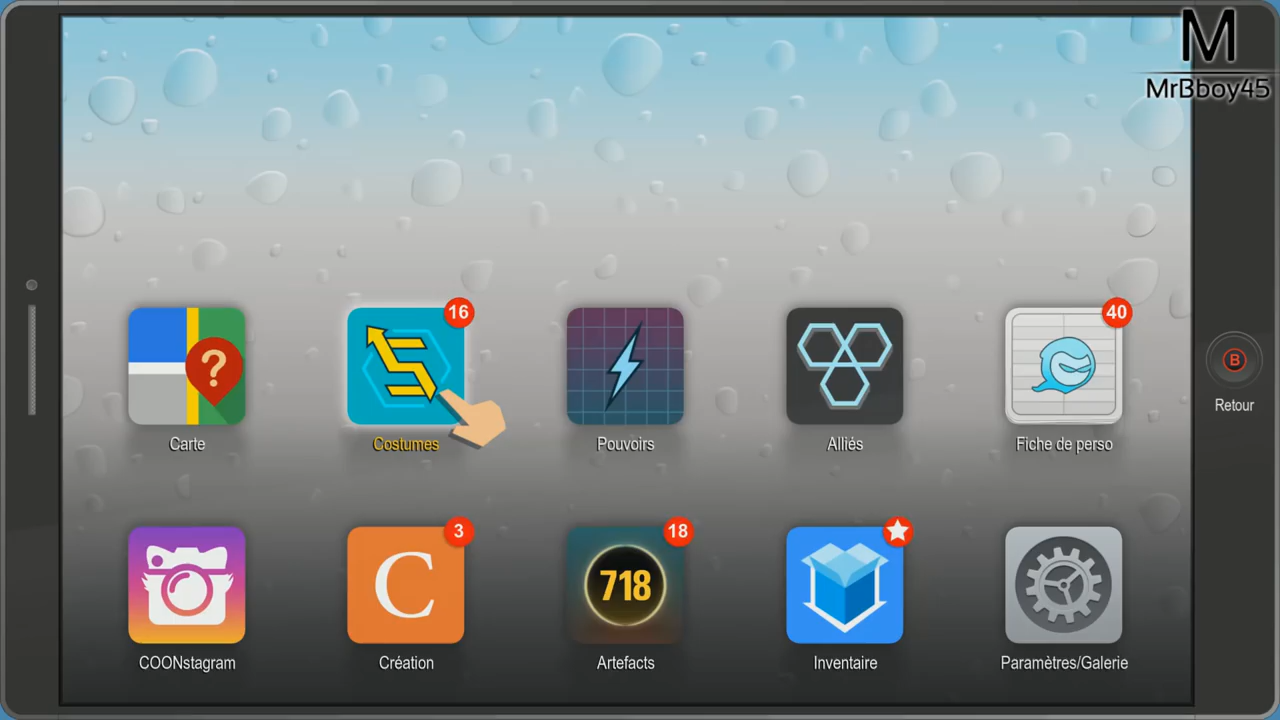 M
MrBboy45
?
16
40
Carte
Costumes
Pouvoirs
Alliés
Fiche de perso
B
Retour
3
18
C
718
COONstagram
Création
Artefacts
Inventaire
Paramètres/Galerie